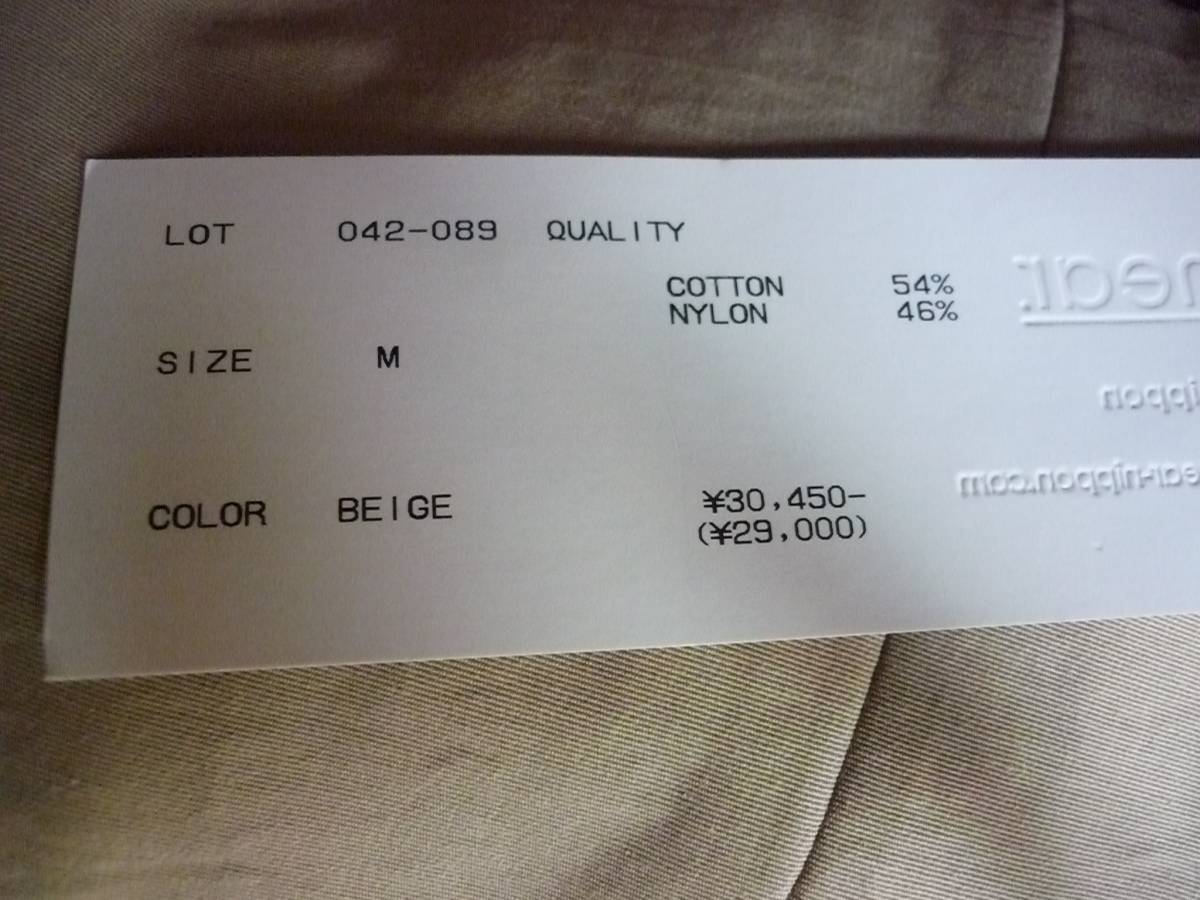 LOT 042-089 QUALITY
COTTON 54%
NYLON 46%
SIZE M
COLOR BEIGE ¥30,450-
(¥29,000)